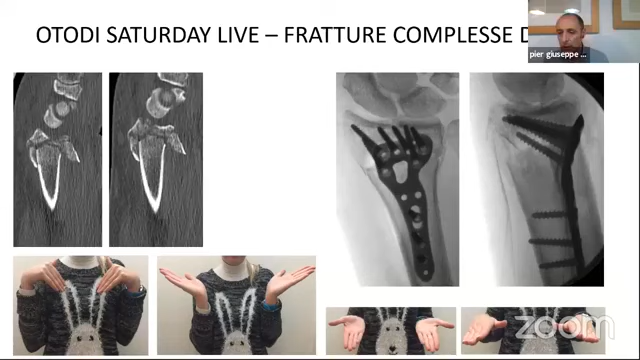 OTODI SATURDAY LIVE – FRATTURE COMPLESSE D
pier giuseppe ...
zoom